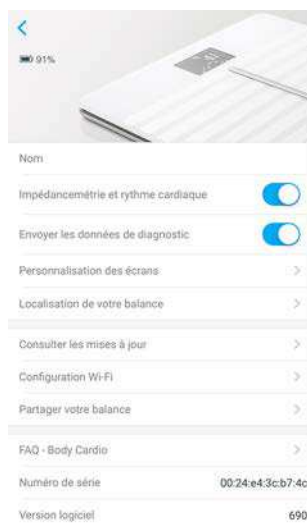 91%
Nom
Impédancemétrie et rythme cardiaque
Envoyer les données de diagnostic
Personnalisation des écrans
Localisation de votre balance
Consulter les mises à jour
Configuration Wi-Fi
Partager votre balance
FAQ - Body Cardio
Numéro de série 00:24:e4:3c:b7:4c
Version logiciel 690